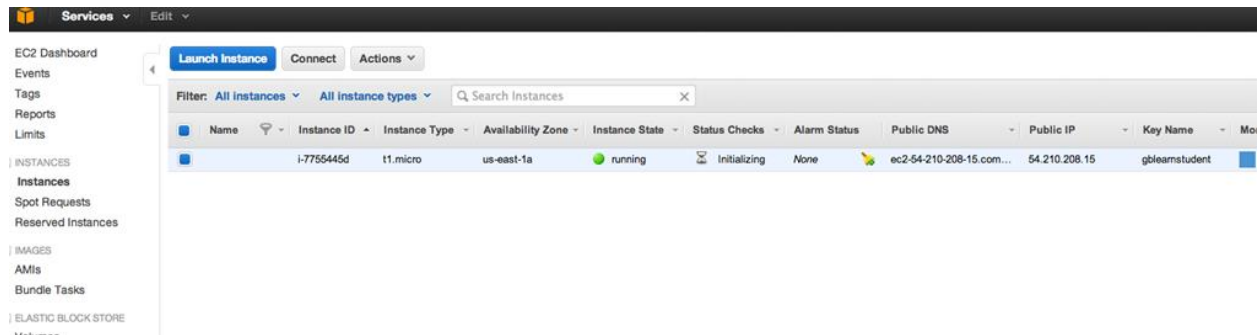 Services Edit
EC2 Dashboard
Events
Tags
Reports
Limits
INSTANCES
Instances
Spot Requests
Reserved Instances
IMAGES
AMIs
Bundle Tasks
ELASTIC BLOCK STORE
Volumes
Launch Instance Connect Actions
Filter: All instances All instance types Search Instances
Name Instance ID Instance Type Availability Zone Instance State Status Checks Alarm Status Public DNS Public IP Key Name
i-7755445d t1.micro us-east-1a running Initializing None ec2-54-210-208-15.com... 54.210.208.15 gblearnstudent